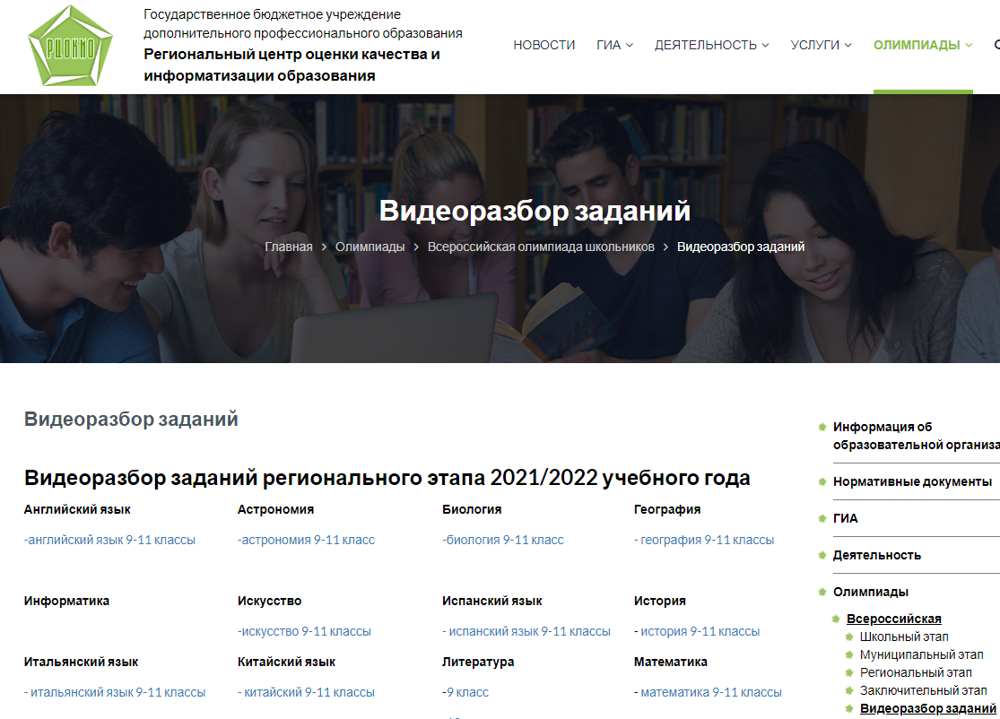 РЦОКИО
Государственное бюджетное учреждение
дополнительного профессионального образования
Региональный центр оценки качества и
информатизации образования
НОВОСТИ ГИА ДЕЯТЕЛЬНОСТЬ УСЛУГИ ОЛИМПИАДЫ
Видеоразбор заданий
Главная > Олимпиады > Всероссийская олимпиада школьников > Видеоразбор заданий
Видеоразбор заданий
Видеоразбор заданий регионального этапа 2021/2022 учебного года
Английский язык Астрономия Биология География
-английский язык 9-11 классы -астрономия 9-11 класс -биология 9-11 класс - география 9-11 классы
Информатика Искусство Испанский язык История
-искусство 9-11 классы - испанский язык 9-11 классы - история 9-11 классы
Итальянский язык Китайский язык Литература Математика
- итальянский язык 9-11 классы - китайский 9-11 классы -9 класс - математика 9-11 классы
Информация об
образовательной
Нормативные документы
ГИА
Деятельность
Олимпиады
Всероссийская
Школьный этап
Муниципальный этап
Региональный этап
Заключительный этап
Видеоразбор заданий